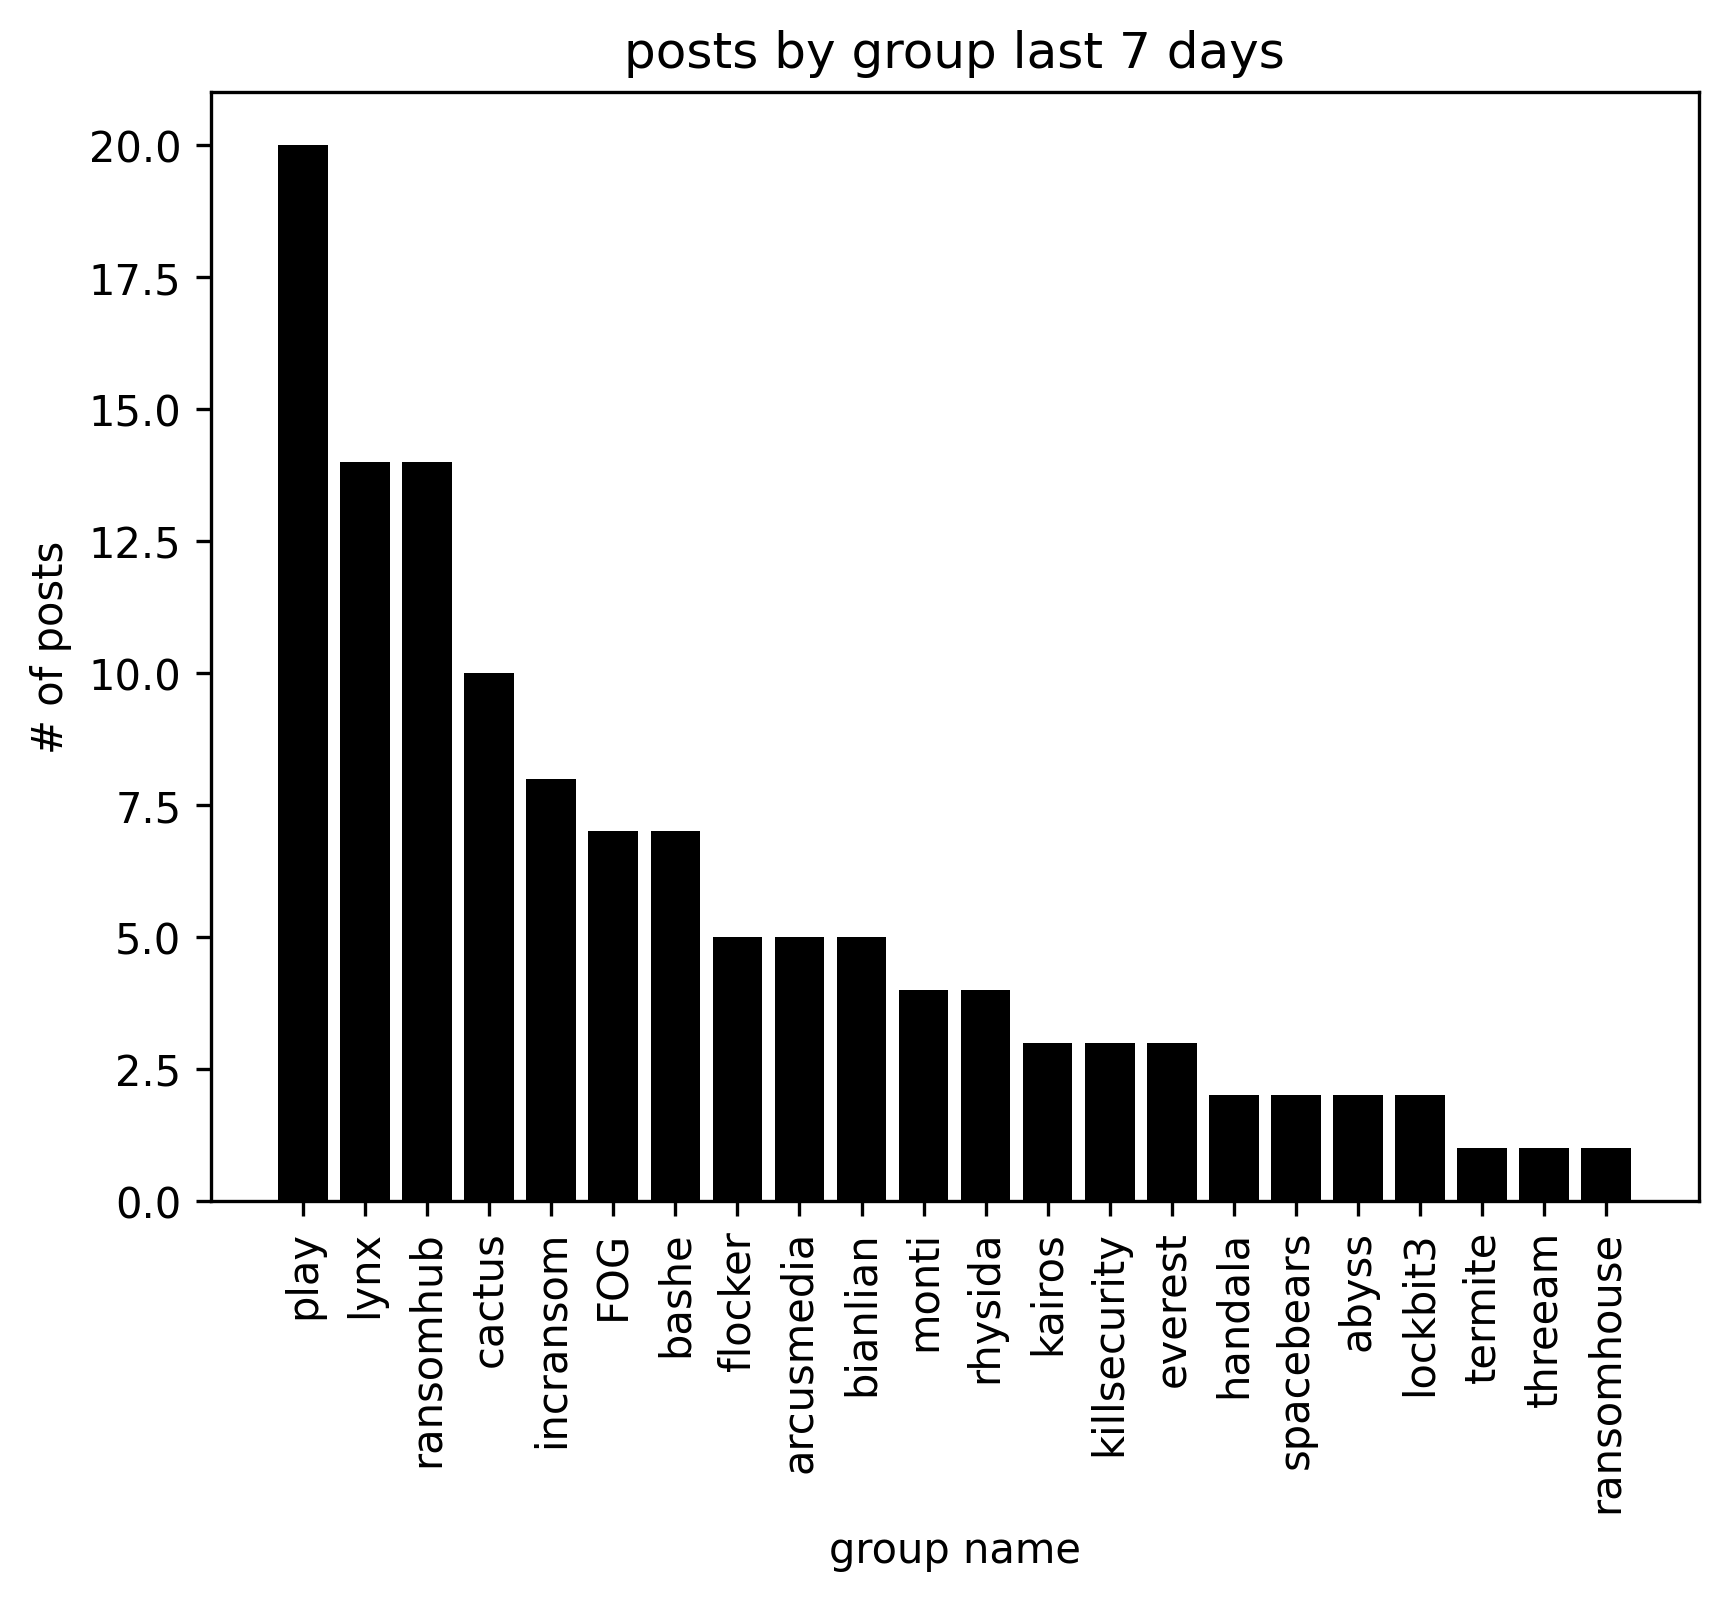 posts by group last 7 days
20.0
17.5
15.0
12.5
10.0
7.5
5.0
2.5
0.0
# of posts
play
lynx
ransomhub
cactus
incransom
FOG
bashe
flocker
arcusmedia
bianlian
monti
rhysida
kairos
killsecurity
everest
handala
spacebears
abyss
lockbit3
termite
threeam
ransomhouse
group name